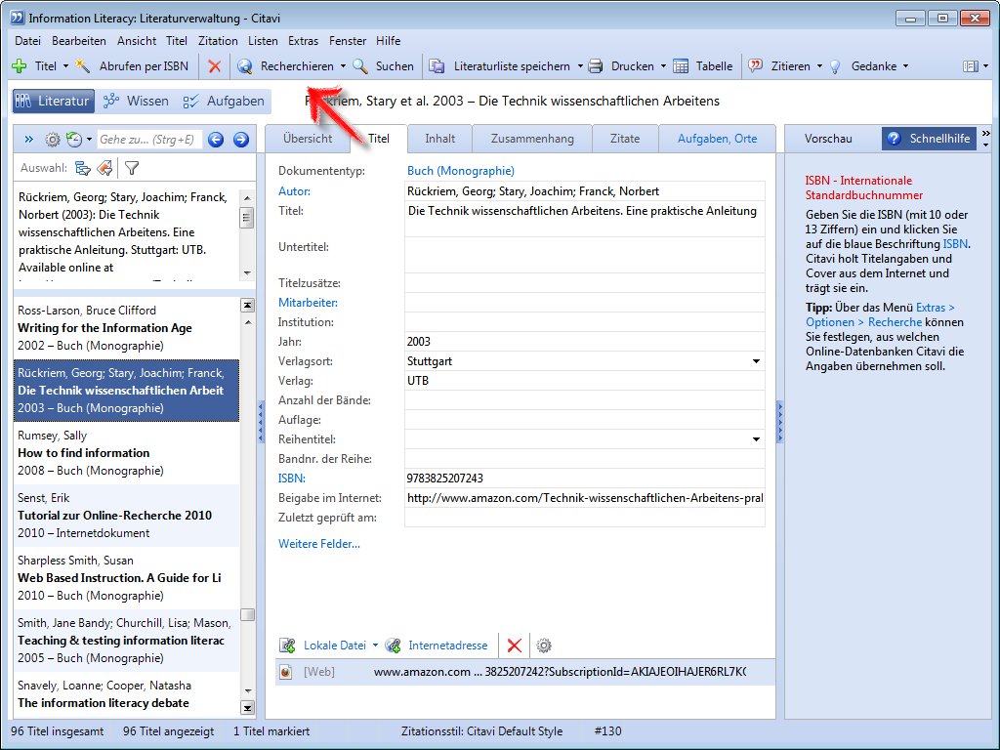 Information Literacy: Literaturverwaltung - Citavi
Datei Bearbeiten Ansicht Titel Zitation Listen Extras Fenster Hilfe
Titel Abrufen per ISBN Recherchieren Suchen Literaturliste speichern Drucken Tabelle Zitieren Gedanke
Literatur Wissen Aufgaben
Stary et al. 2003 – Die Technik wissenschaftlichen Arbeitens
Gehe zu... (Strg+E)
Auswahl:
Rückriem, Georg; Stary, Joachim; Franck,
Norbert (2003): Die Technik
wissenschaftlichen Arbeitens. Eine
praktische Anleitung. Stuttgart: UTB.
Available online at
Ross-Larson, Bruce Clifford
Writing for the Information Age
2002 – Buch (Monographie)
Rückriem, Georg; Stary, Joachim; Franck,
Die Technik wissenschaftlichen Arbeit
2003 – Buch (Monographie)
Rumsey, Sally
How to find information
2008 – Buch (Monographie)
Senst, Erik
Tutorial zur Online-Recherche 2010
2010 – Internetdokument
Sharpless Smith, Susan
Web Based Instruction. A Guide for Li
2010 – Buch (Monographie)
Smith, Jane Bandy; Churchill, Lisa; Mason,
Teaching & testing information literac
2005 – Buch (Monographie)
Snavely, Loanne; Cooper, Natasha
The information literacy debate
Übersicht Titel Inhalt Zusammenhang Zitate Aufgaben, Orte
Dokumententyp: Buch (Monographie)
Autor: Rückriem, Georg; Stary, Joachim; Franck, Norbert
Titel: Die Technik wissenschaftlichen Arbeitens. Eine praktische Anleitung
Untertitel:
Titelzusätze:
Mitarbeiter:
Institution:
Jahr: 2003
Verlagsort: Stuttgart
Verlag: UTB
Anzahl der Bände:
Auflage:
Reihentitel:
Bandnr. der Reihe:
ISBN: 9783825207243
Beigabe im Internet: http://www.amazon.com/Technik-wissenschaftlichen-Arbeitens-pral
Zuletzt geprüft am:
Weitere Felder...
Lokale Datei Internetadresse
[Web] www.amazon.com ... 3825207242?SubscriptionId=AKIAJEOIHAJER6RL7KC
Vorschau Schnellhilfe
ISBN - Internationale
Standardbuchnummer
Geben Sie die ISBN (mit 10 oder
13 Ziffern) ein und klicken Sie
auf die blaue Beschriftung ISBN.
Citavi holt Titelangaben und
Cover aus dem Internet und
trägt sie ein.
Tipp: Über das Menü Extras >
Optionen > Recherche können
Sie festlegen, aus welchen
Online-Datenbanken Citavi die
Angaben übernehmen soll.
96 Titel insgesamt 96 Titel angezeigt 1 Titel markiert Zitationsstil: Citavi Default Style #130